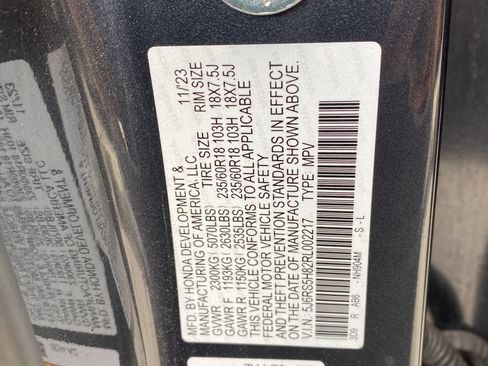 MFD. BY HONDA DEVELOPMENT &
MANUFACTURING OF AMERICA, LLC 11/'23
TIRE SIZE RIM SIZE
GVWR 2300KG (5070LBS)
GAWR F 1193KG (2630LBS) 235/60R18 103H 18X7.5J
GAWR R 1150KG (2535LBS) 235/60R18 103H 18X7.5J
THIS VEHICLE CONFORMS TO ALL APPLICABLE
FEDERAL MOTOR VEHICLE SAFETY
AND THEFT PREVENTION STANDARDS IN EFFECT
ON THE DATE OF MANUFACTURE SHOWN ABOVE.
V.I.N: 5J6RS5H82RL002217 TYPE: MPV
3D9 R A86 - NH904M - S - L